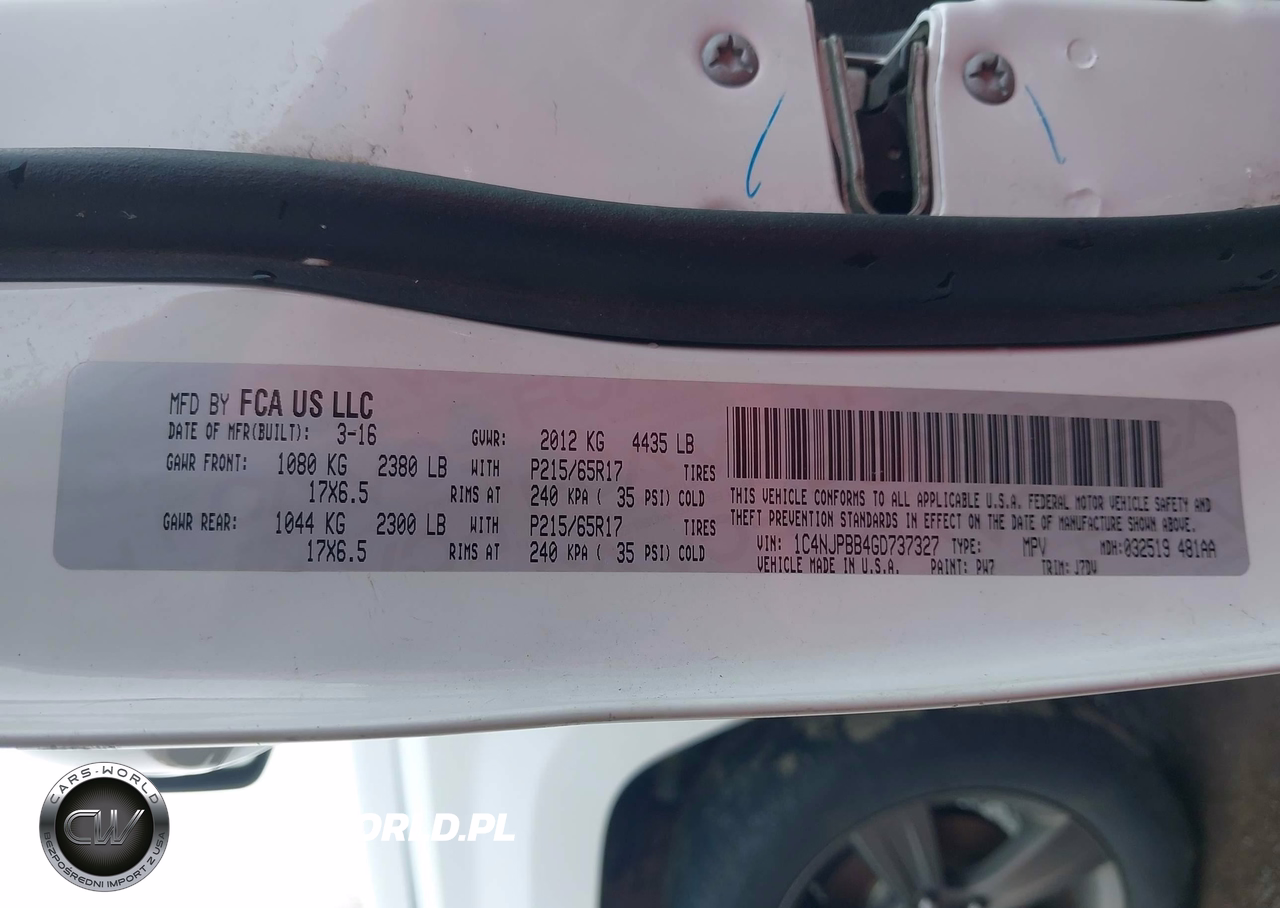 MFD BY FCA US LLC
DATE OF MFR(BUILT): 3-16 GVWR: 2012 KG 4435 LB
GAWR FRONT: 1080 KG 2380 LB WITH P215/65R17 TIRES
17X6.5 RIMS AT 240 KPA ( 35 PSI) COLD
GAWR REAR: 1044 KG 2300 LB WITH P215/65R17 TIRES
17X6.5 RIMS AT 240 KPA ( 35 PSI) COLD
THIS VEHICLE CONFORMS TO ALL APPLICABLE U.S.A. FEDERAL MOTOR VEHICLE SAFETY AND
THEFT PREVENTION STANDARDS IN EFFECT ON THE DATE OF MANUFACTURE SHOWN ABOVE.
VIN: 1C4NJPBB4GD737327 TYPE: MPV MDH:032519 481AA
VEHICLE MADE IN U.S.A. PAINT: PW7 TRIM: J7DV
CARS-WORLD
CW
BEZPOŚREDNI IMPORT Z USA
ORLD.PL